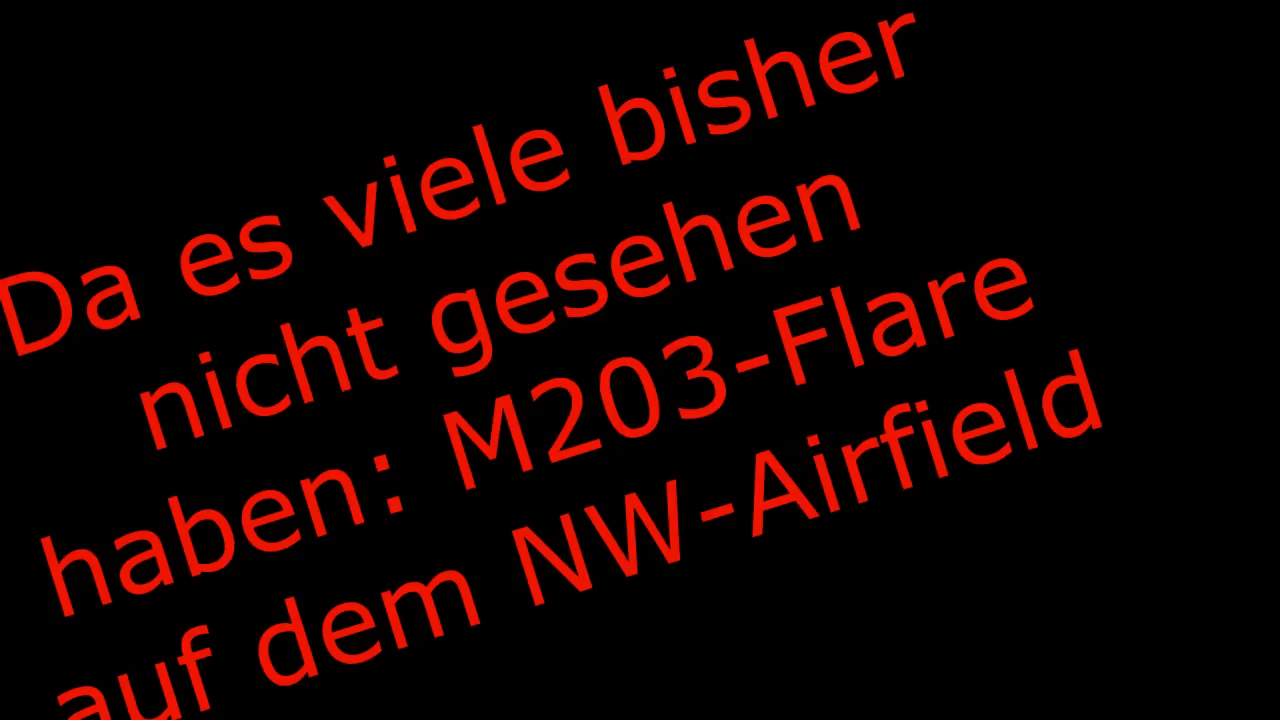 Da es viele bisher
nicht gesehen
haben: M203-Flare
auf dem NW-Airfield